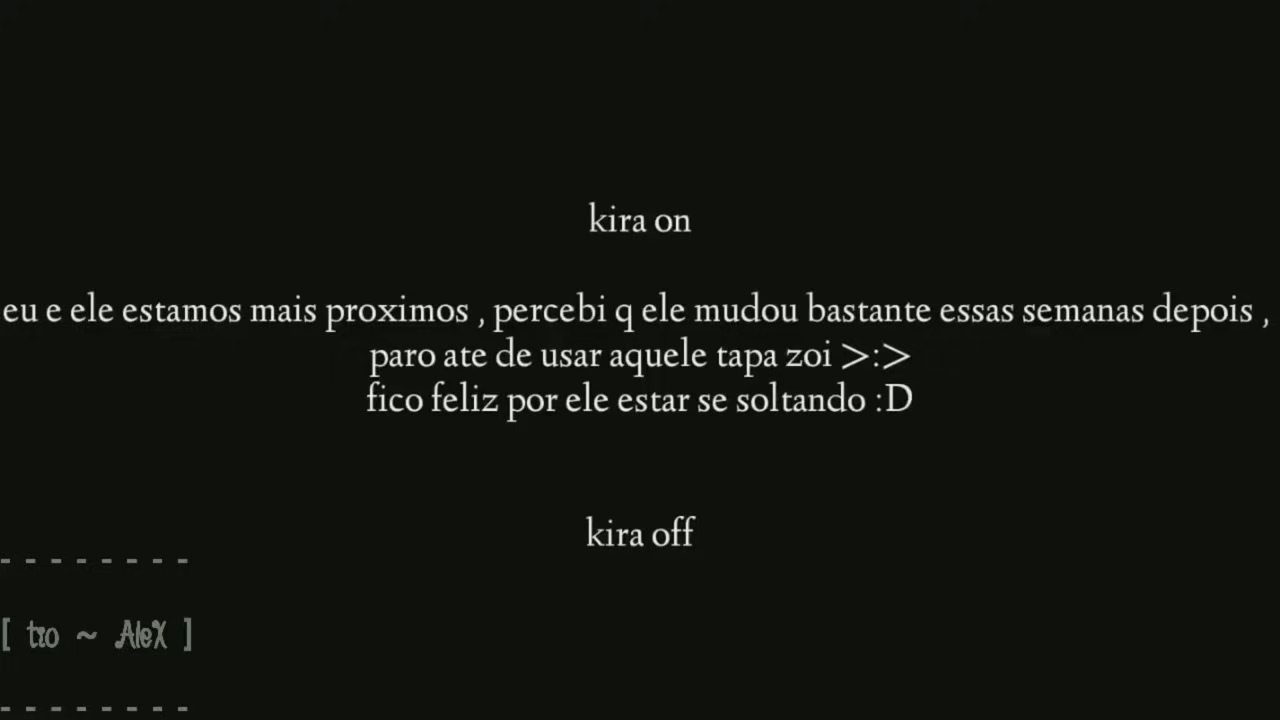 kira on
eu e ele estamos mais proximos , percebi q ele mudou bastante essas semanas depois ,
paro ate de usar aquele tapa zoi >:>
fico feliz por ele estar se soltando :D
kira off
- - - - - - - -
[ tio ~ AleX ]
- - - - - - - -